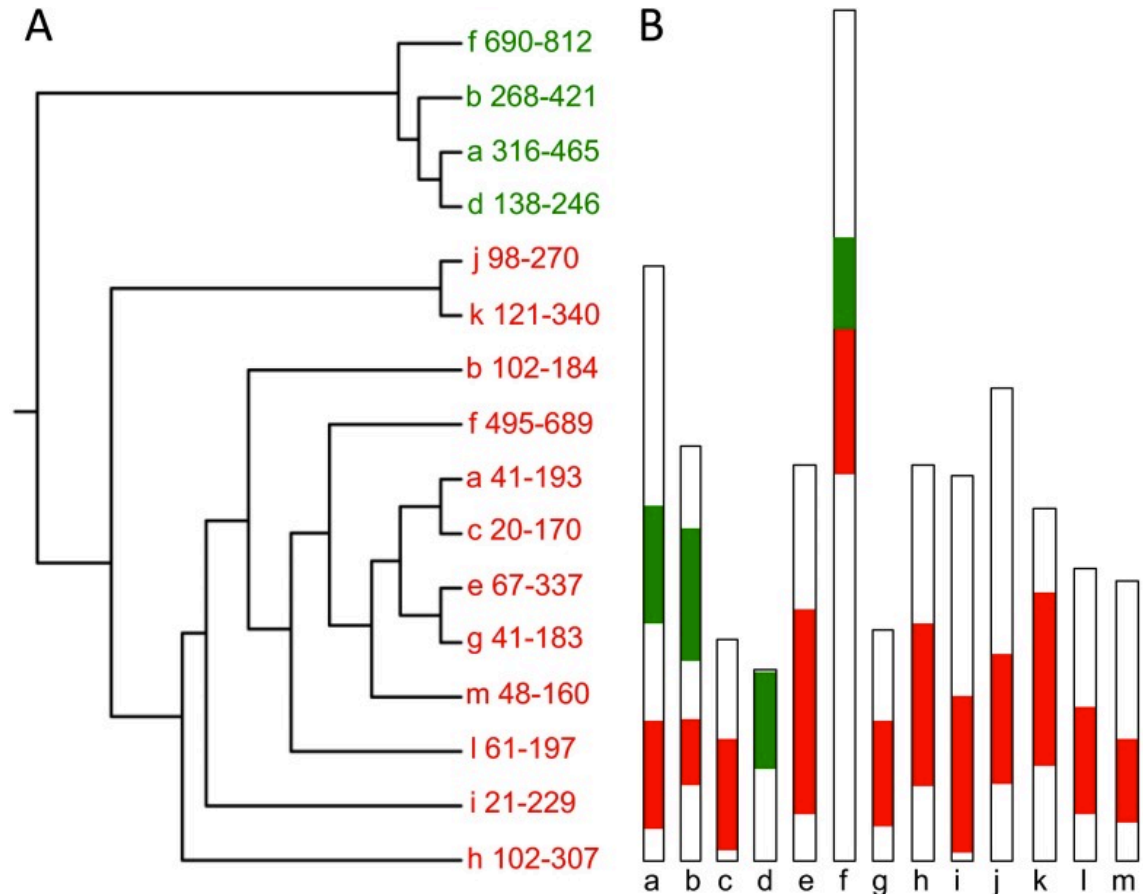 A
B
f 690-812
b 268-421
a 316-465
d 138-246
j 98-270
k 121-340
b 102-184
f 495-689
a 41-193
c 20-170
e 67-337
g 41-183
m 48-160
l 61-197
i 21-229
h 102-307
a b c d e f g h i j k l m